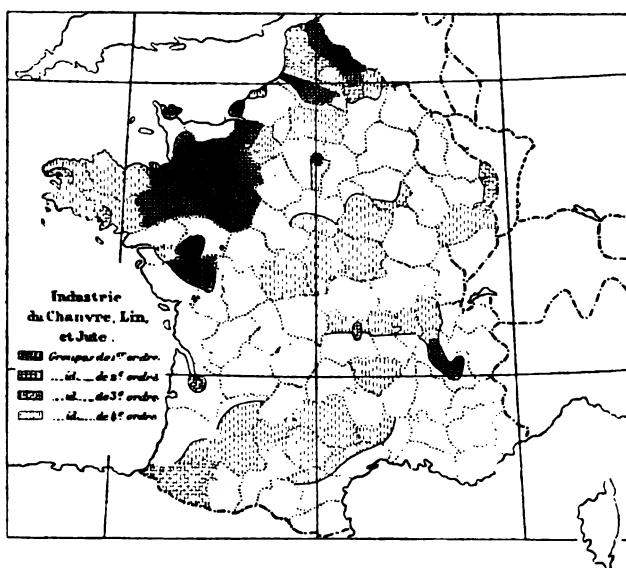 Industrie
du Chanvre, Lin,
et Jute.
Groupes de 1er ordre.
... id ... de 2e ordre
... id ... de 3e ordre.
... id ... de 4e ordre